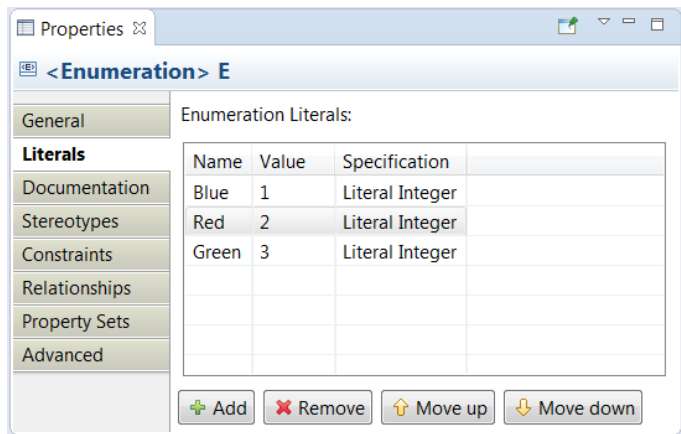 Properties
<Enumeration> E
General
Literals
Documentation
Stereotypes
Constraints
Relationships
Property Sets
Advanced
Enumeration Literals:
Name Value Specification
Blue 1 Literal Integer
Red 2 Literal Integer
Green 3 Literal Integer
Add Remove Move up Move down